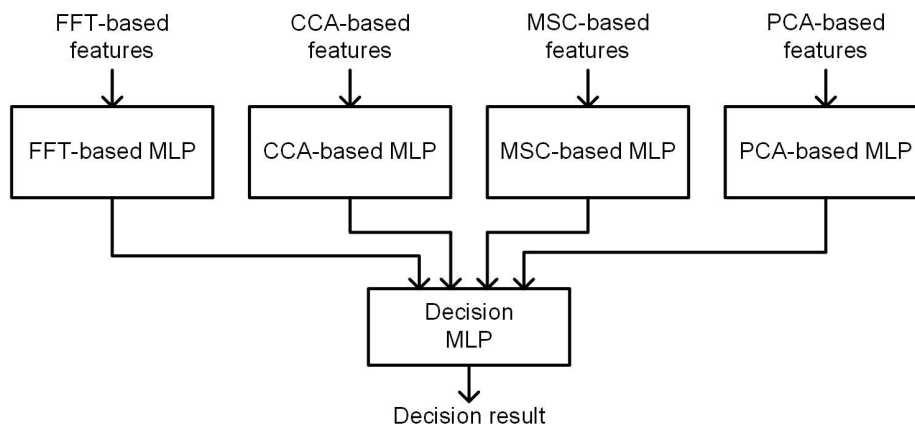 FFT-based
features
CCA-based
features
MSC-based
features
PCA-based
features
FFT-based MLP
CCA-based MLP
MSC-based MLP
PCA-based MLP
Decision
MLP
Decision result